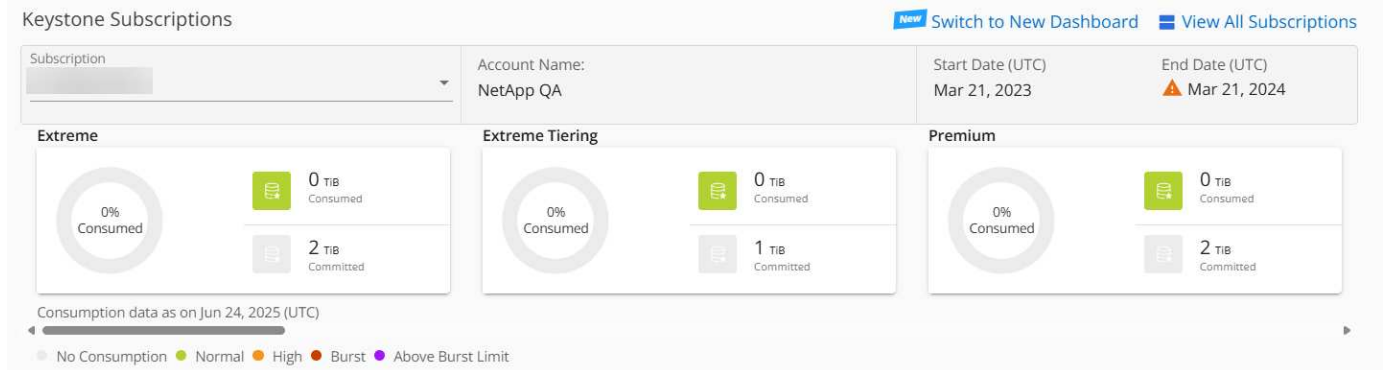 Keystone Subscriptions
New Switch to New Dashboard View All Subscriptions
Subscription
Account Name:
NetApp QA
Start Date (UTC)
Mar 21, 2023
End Date (UTC)
Mar 21, 2024
Extreme
0%
Consumed
0 TiB
Consumed
2 TiB
Committed
Extreme Tiering
0%
Consumed
0 TiB
Consumed
1 TiB
Committed
Premium
0%
Consumed
0 TiB
Consumed
2 TiB
Committed
Consumption data as on Jun 24, 2025 (UTC)
No Consumption Normal High Burst Above Burst Limit